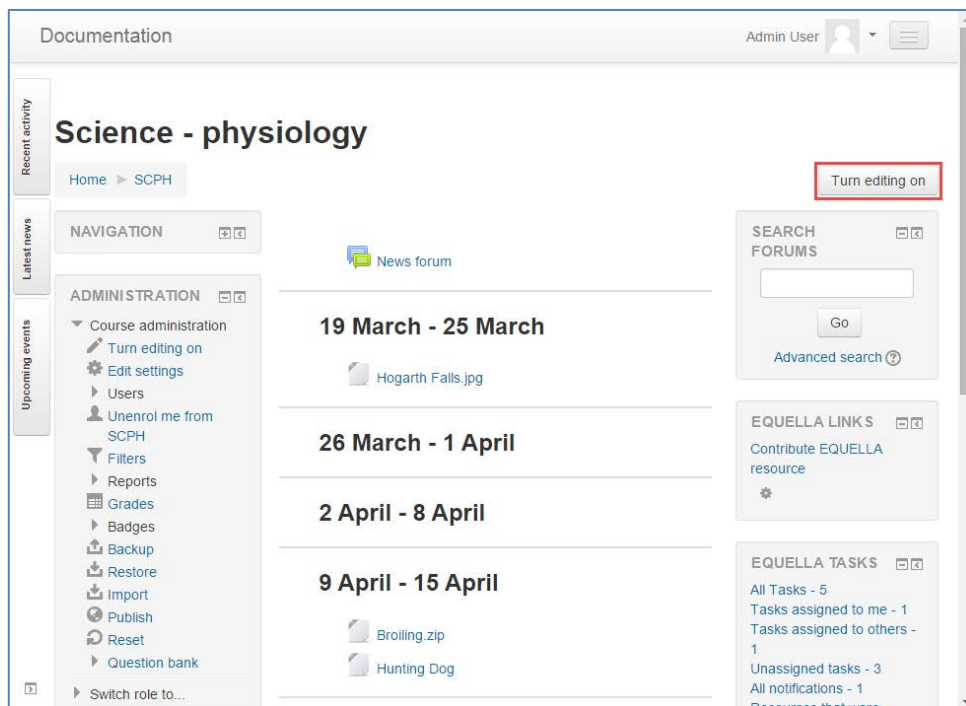 Documentation
Admin User
Recent activity
Latest news
Upcoming events
Science - physiology
Home SCPH
Turn editing on
NAVIGATION
ADMINISTRATION
Course administration
Turn editing on
Edit settings
Users
Unenrol me from
SCPH
Filters
Reports
Grades
Badges
Backup
Restore
Import
Publish
Reset
Question bank
Switch role to...
News forum
19 March - 25 March
Hogarth Falls.jpg
26 March - 1 April
2 April - 8 April
9 April - 15 April
Broiling.zip
Hunting Dog
SEARCH
FORUMS
Go
Advanced search
EQUELLA LINKS
Contribute EQUELLA
resource
EQUELLA TASKS
All Tasks - 5
Tasks assigned to me - 1
Tasks assigned to others -
1
Unassigned tasks - 3
All notifications - 1
Resources that were